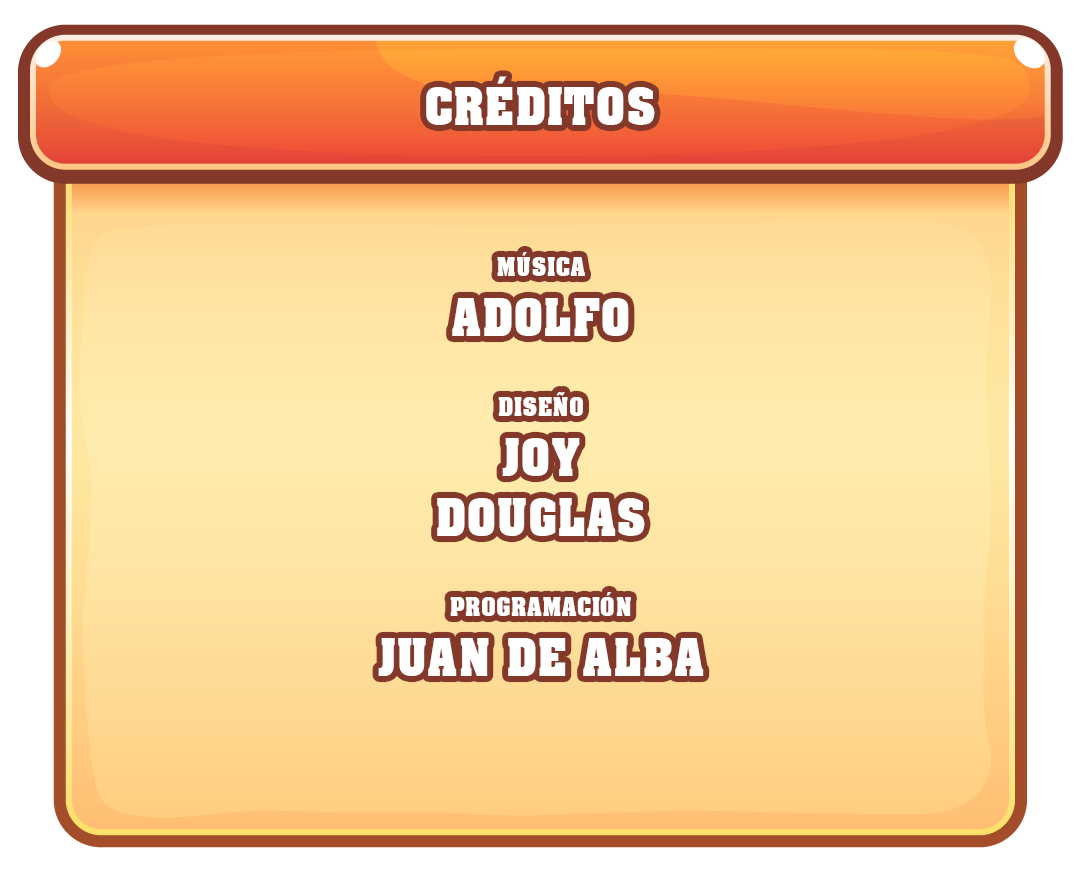 CRÉDITOS
MÚSICA
ADOLFO
DISEÑO
JOY
DOUGLAS
PROGRAMACIÓN
JUAN DE ALBA